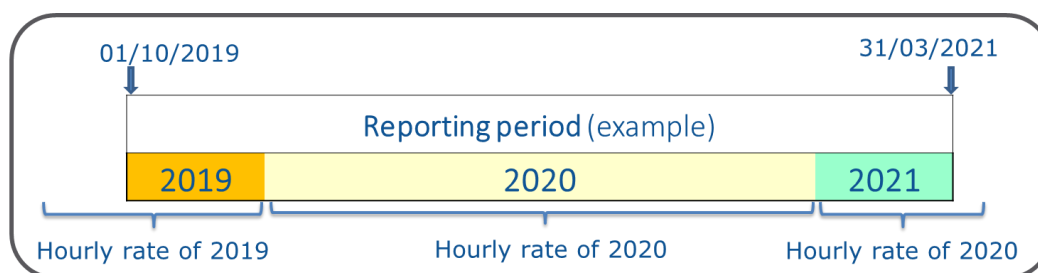 01/10/2019
31/03/2021
Reporting period (example)
2019
2020
2021
Hourly rate of 2019
Hourly rate of 2020
Hourly rate of 2020